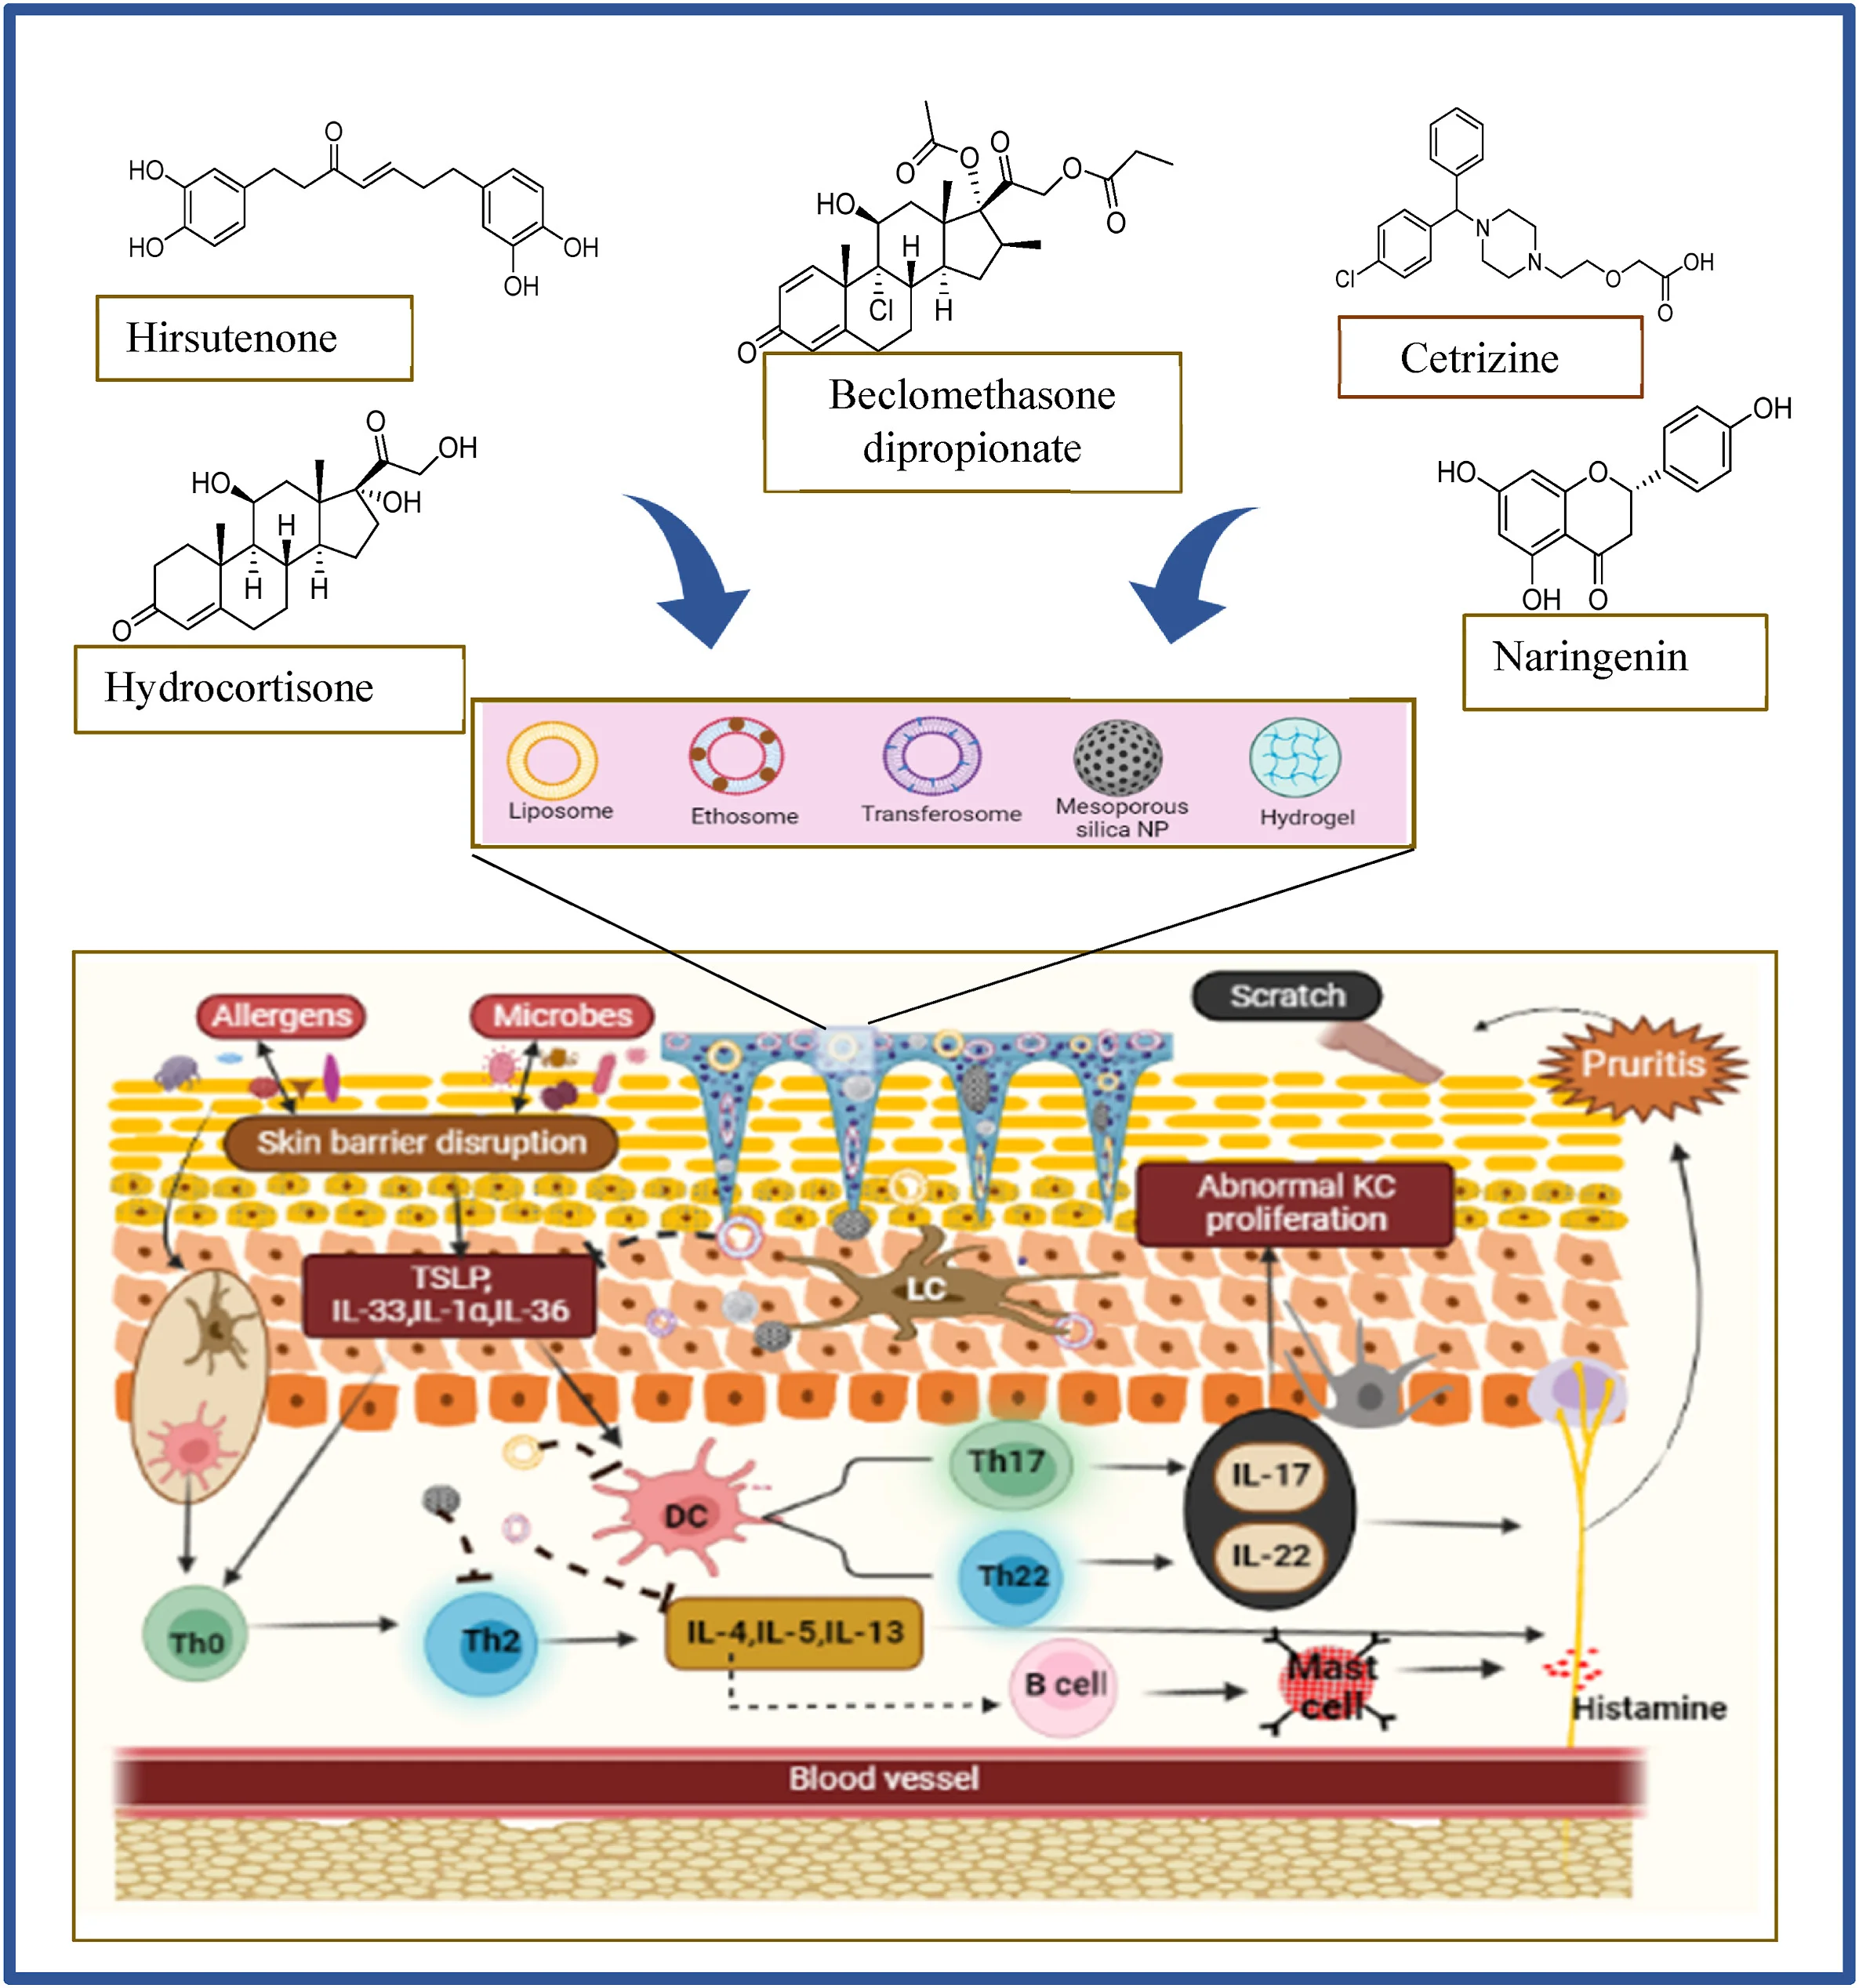 HO
HO
O
OH
OH
Hirsutenone
O
O
O
O
O
HO
H
Cl
H
O
Beclomethasone
dipropionate
N
N
Cl
O
OH
O
Cetrizine
O
OH
HO
OH
H
H
H
O
Hydrocortisone
OH
HO
O
OH
O
Naringenin
Liposome
Ethosome
Transferosome
Mesoporous
silica NP
Hydrogel
Allergens
Microbes
Scratch
Pruritis
Skin barrier disruption
Abnormal KC
proliferation
TSLP,
IL-33,IL-1α,IL-36
LC
DC
Th17
Th22
IL-17
IL-22
Th0
Th2
IL-4,IL-5,IL-13
B cell
Mast
cell
Histamine
Blood vessel